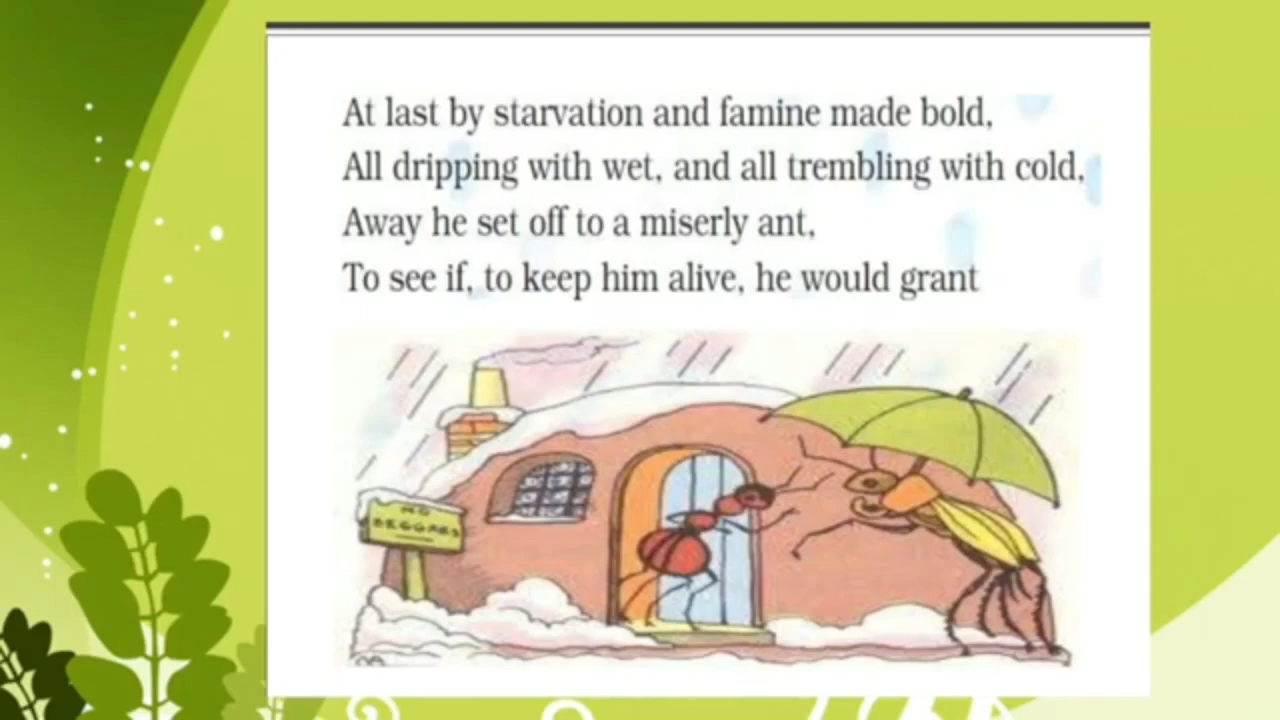 At last by starvation and famine made bold,
All dripping with wet, and all trembling with cold,
Away he set off to a miserly ant,
To see if, to keep him alive, he would grant
NO
BEGGARS